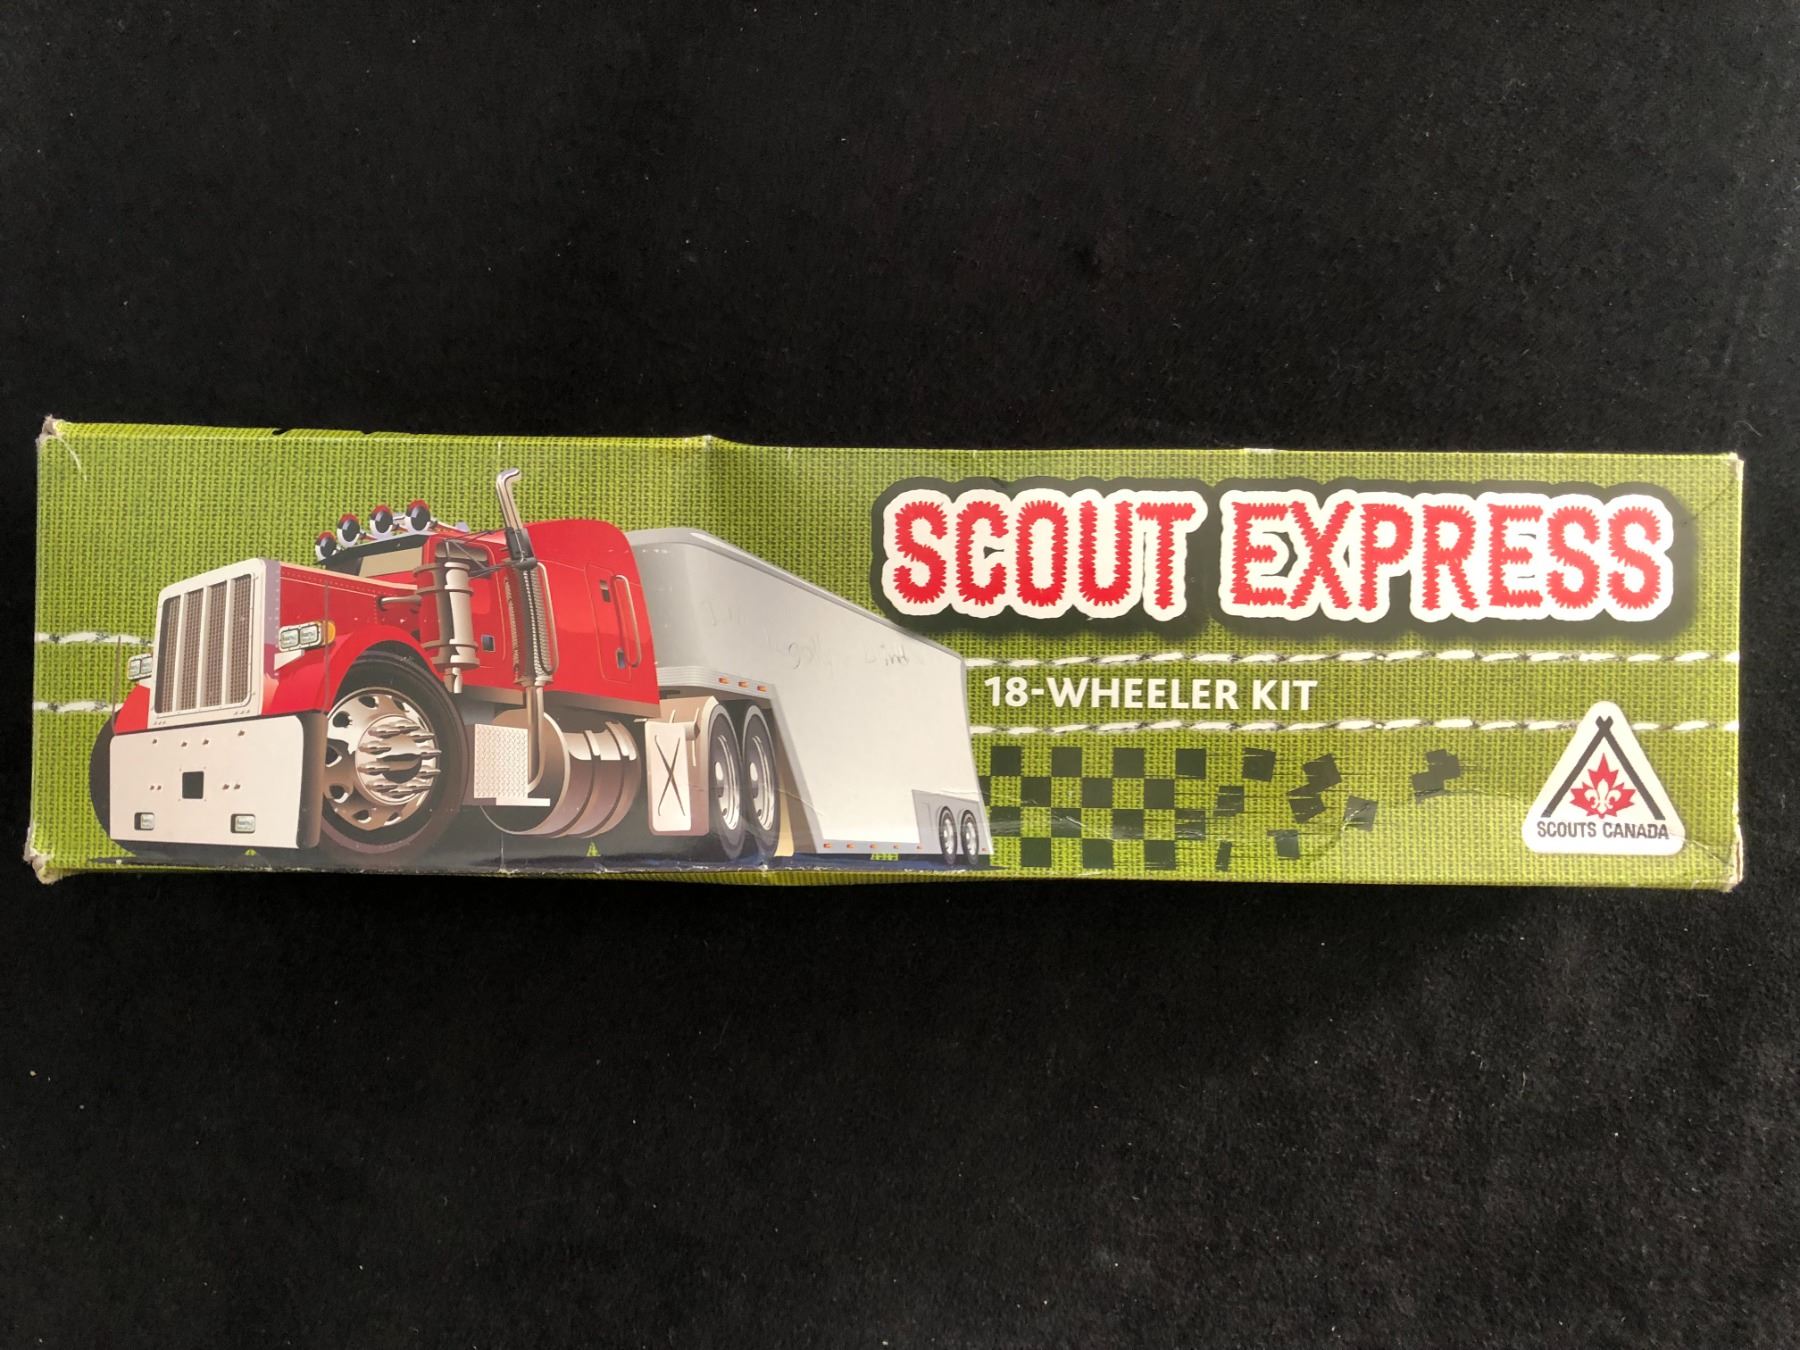 SCOUT EXPRESS
18-WHEELER KIT
SCOUTS CANADA